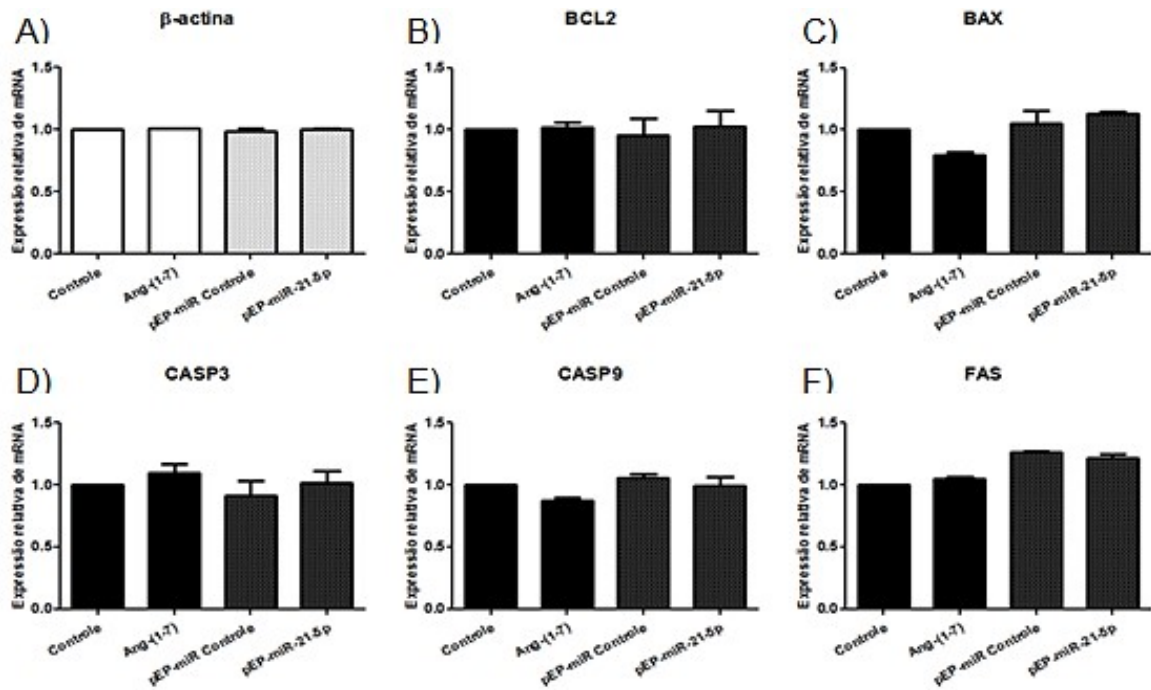 A)
β-actina
Expressão relativa de mRNA
1.5
1.0
0.5
0.0
Controle
Ang-(1-7)
pEP-miR Controle
pEP-miR-21-5p
B)
BCL2
Expressão relativa de mRNA
1.5
1.0
0.5
0.0
Controle
Ang-(1-7)
pEP-miR Controle
pEP-miR-21-5p
C)
BAX
Expressão relativa de mRNA
1.5
1.0
0.5
0.0
Controle
Ang-(1-7)
pEP-miR Controle
pEP-miR-21-5p
D)
CASP3
Expressão relativa de mRNA
1.5
1.0
0.5
0.0
Controle
Ang-(1-7)
pEP-miR Controle
pEP-miR-21-5p
E)
CASP9
Expressão relativa de mRNA
1.5
1.0
0.5
0.0
Controle
Ang-(1-7)
pEP-miR Controle
pEP-miR-21-5p
F)
FAS
Expressão relativa de mRNA
1.5
1.0
0.5
0.0
Controle
Ang-(1-7)
pEP-miR Controle
pEP-miR-21-5p